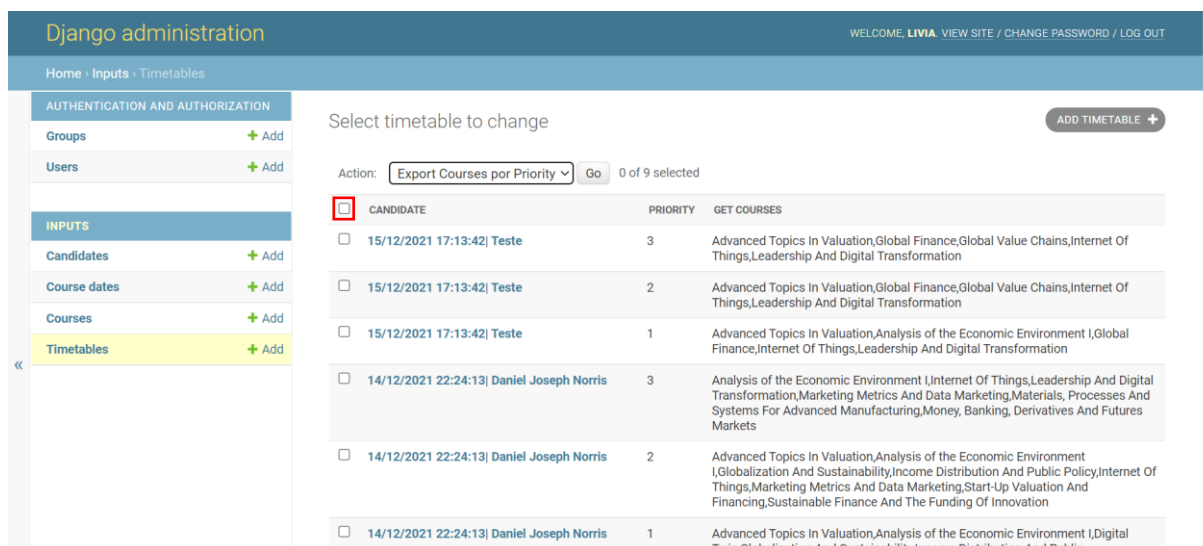 Django administration
WELCOME, LIVIA. VIEW SITE / CHANGE PASSWORD / LOG OUT
Home › Inputs › Timetables
AUTHENTICATION AND AUTHORIZATION
Groups + Add
Users + Add
INPUTS
Candidates + Add
Course dates + Add
Courses + Add
Timetables + Add
«
Select timetable to change
ADD TIMETABLE +
Action: Export Courses por Priority Go 0 of 9 selected
CANDIDATE PRIORITY GET COURSES
15/12/2021 17:13:42| Teste 3 Advanced Topics In Valuation,Global Finance,Global Value Chains,Internet Of
Things,Leadership And Digital Transformation
15/12/2021 17:13:42| Teste 2 Advanced Topics In Valuation,Global Finance,Global Value Chains,Internet Of
Things,Leadership And Digital Transformation
15/12/2021 17:13:42| Teste 1 Advanced Topics In Valuation,Analysis of the Economic Environment I,Global
Finance,Internet Of Things,Leadership And Digital Transformation
14/12/2021 22:24:13| Daniel Joseph Norris 3 Analysis of the Economic Environment I,Internet Of Things,Leadership And Digital
Transformation,Marketing Metrics And Data Marketing,Materials, Processes And
Systems For Advanced Manufacturing,Money, Banking, Derivatives And Futures
Markets
14/12/2021 22:24:13| Daniel Joseph Norris 2 Advanced Topics In Valuation,Analysis of the Economic Environment
I,Globalization And Sustainability,Income Distribution And Public Policy,Internet Of
Things,Marketing Metrics And Data Marketing,Start-Up Valuation And
Financing,Sustainable Finance And The Funding Of Innovation
14/12/2021 22:24:13| Daniel Joseph Norris 1 Advanced Topics In Valuation,Analysis of the Economic Environment I,Digital